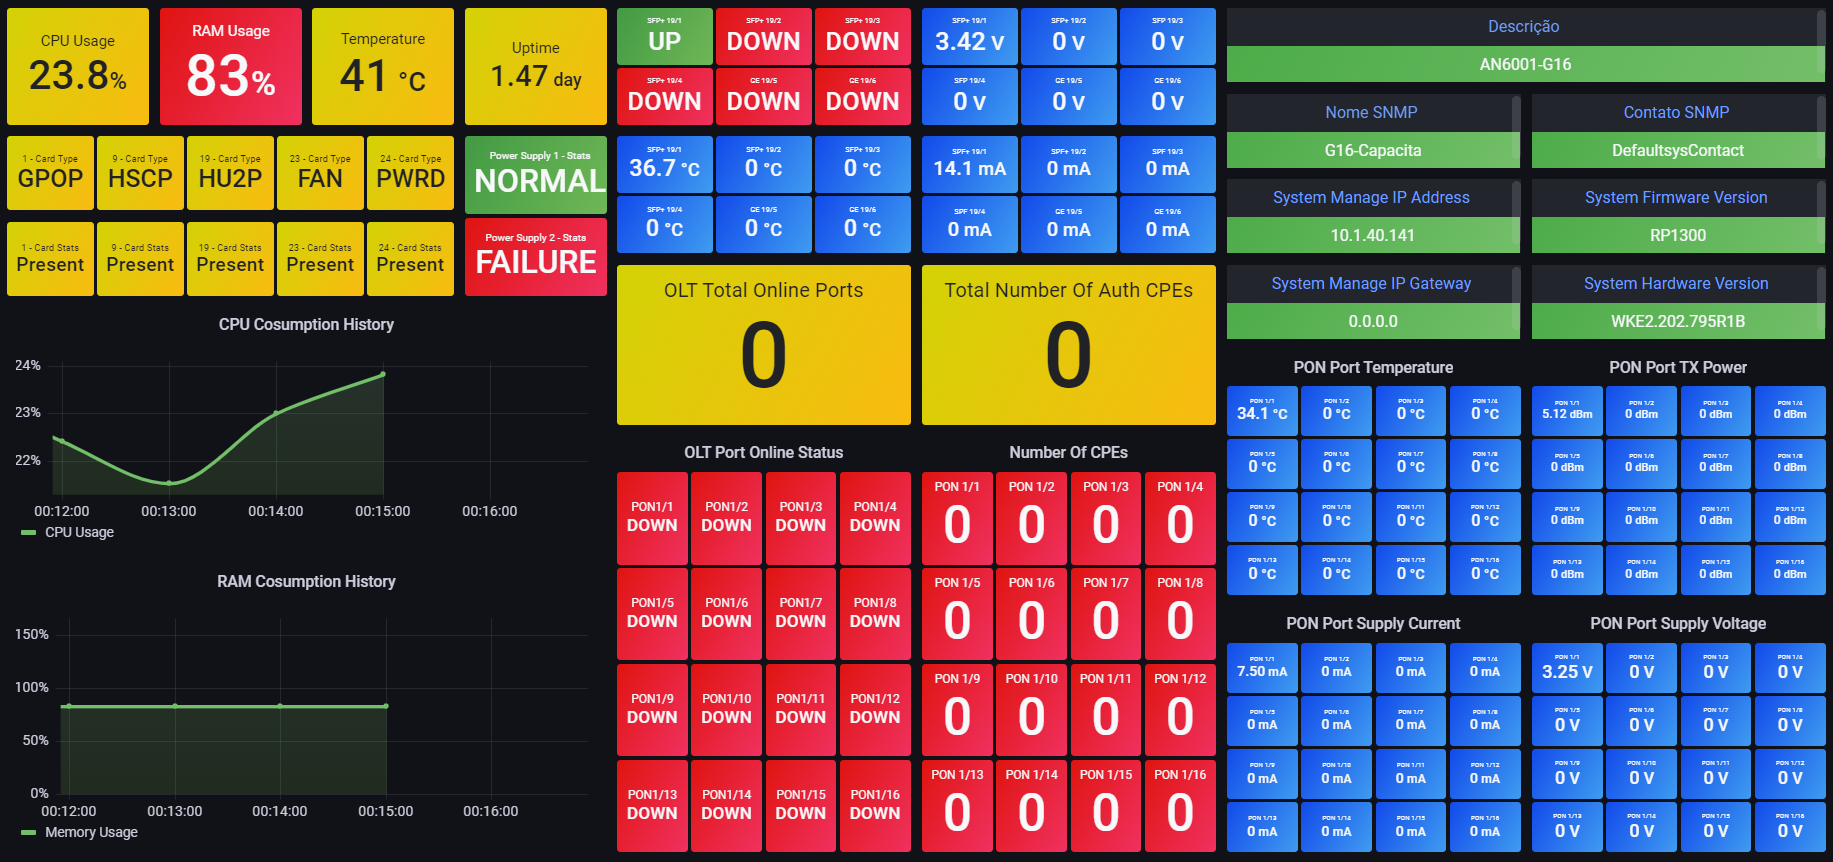 CPU Usage
23.8%
RAM Usage
83%
Temperature
41 °C
Uptime
1.47 day
1 - Card Type
GPOP
9 - Card Type
HSCP
19 - Card Type
HU2P
23 - Card Type
FAN
24 - Card Type
PWRD
Power Supply 1 - Stats
NORMAL
1 - Card Stats
Present
9 - Card Stats
Present
19 - Card Stats
Present
23 - Card Stats
Present
24 - Card Stats
Present
Power Supply 2 - Stats
FAILURE
CPU Cosumption History
24%
23%
22%
00:12:00 00:13:00 00:14:00 00:15:00 00:16:00
CPU Usage
RAM Cosumption History
150%
100%
50%
0%
00:12:00 00:13:00 00:14:00 00:15:00 00:16:00
Memory Usage
SFP+ 19/1
UP
SFP+ 19/2
DOWN
SFP+ 19/3
DOWN
SFP+ 19/4
DOWN
GE 19/5
DOWN
GE 19/6
DOWN
SFP+ 19/1
3.42 V
SFP+ 19/2
0 V
SFP 19/3
0 V
SFP 19/4
0 V
GE 19/5
0 V
GE 19/6
0 V
SFP+ 19/1
36.7 °C
SFP+ 19/2
0 °C
SFP+ 19/3
0 °C
SFP+ 19/4
0 °C
GE 19/5
0 °C
GE 19/6
0 °C
SFP+ 19/1
14.1 mA
SFP+ 19/2
0 mA
SPF 19/3
0 mA
SPF 19/4
0 mA
GE 19/5
0 mA
GE 19/6
0 mA
OLT Total Online Ports
0
Total Number Of Auth CPEs
0
OLT Port Online Status
PON1/1 PON1/2 PON1/3 PON1/4
DOWN DOWN DOWN DOWN
PON1/5 PON1/6 PON1/7 PON1/8
DOWN DOWN DOWN DOWN
PON1/9 PON1/10 PON1/11 PON1/12
DOWN DOWN DOWN DOWN
PON1/13 PON1/14 PON1/15 PON1/16
DOWN DOWN DOWN DOWN
Number Of CPEs
PON 1/1 PON 1/2 PON 1/3 PON 1/4
0 0 0 0
PON 1/5 PON 1/6 PON 1/7 PON 1/8
0 0 0 0
PON 1/9 PON 1/10 PON 1/11 PON 1/12
0 0 0 0
PON 1/13 PON 1/14 PON 1/15 PON 1/16
0 0 0 0
Descrição
AN6001-G16
Nome SNMP
G16-Capacita
Contato SNMP
DefaultsysContact
System Manage IP Address
10.1.40.141
System Firmware Version
RP1300
System Manage IP Gateway
0.0.0.0
System Hardware Version
WKE2.202.795R1B
PON Port Temperature
PON 1/1 PON 1/2 PON 1/3 PON 1/4
34.1 °C 0 °C 0 °C 0 °C
PON 1/5 PON 1/6 PON 1/7 PON 1/8
0 °C 0 °C 0 °C 0 °C
PON 1/9 PON 1/10 PON 1/11 PON 1/12
0 °C 0 °C 0 °C 0 °C
PON 1/13 PON 1/14 PON 1/15 PON 1/16
0 °C 0 °C 0 °C 0 °C
PON Port TX Power
PON 1/1 PON 1/2 PON 1/3 PON 1/4
5.12 dBm 0 dBm 0 dBm 0 dBm
PON 1/5 PON 1/6 PON 1/7 PON 1/8
0 dBm 0 dBm 0 dBm 0 dBm
PON 1/9 PON 1/10 PON 1/11 PON 1/12
0 dBm 0 dBm 0 dBm 0 dBm
PON 1/13 PON 1/14 PON 1/15 PON 1/16
0 dBm 0 dBm 0 dBm 0 dBm
PON Port Supply Current
PON 1/1 PON 1/2 PON 1/3 PON 1/4
7.50 mA 0 mA 0 mA 0 mA
PON 1/5 PON 1/6 PON 1/7 PON 1/8
0 mA 0 mA 0 mA 0 mA
PON 1/9 PON 1/10 PON 1/11 PON 1/12
0 mA 0 mA 0 mA 0 mA
PON 1/13 PON 1/14 PON 1/15 PON 1/16
0 mA 0 mA 0 mA 0 mA
PON Port Supply Voltage
PON 1/1 PON 1/2 PON 1/3 PON 1/4
3.25 V 0 V 0 V 0 V
PON 1/5 PON 1/6 PON 1/7 PON 1/8
0 V 0 V 0 V 0 V
PON 1/9 PON 1/10 PON 1/11 PON 1/12
0 V 0 V 0 V 0 V
PON 1/13 PON 1/14 PON 1/15 PON 1/16
0 V 0 V 0 V 0 V